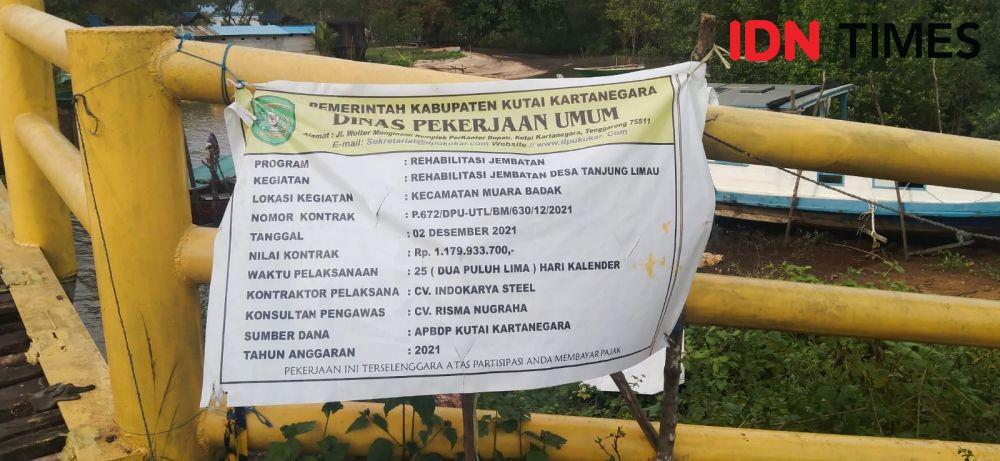 IDN TIMES
PEMERINTAH KABUPATEN KUTAI KARTANEGARA
DINAS PEKERJAAN UMUM
Alamat : Jl. Wolter Monginsidi Komplek Perkantor Bupati, Kutai Kartanegara, Tenggarong 75511
E-mail: Sekretariat@dpukukar.com Website // www.dpukukar.Com
PROGRAM : REHABILITASI JEMBATAN
KEGIATAN : REHABILITASI JEMBATAN DESA TANJUNG LIMAU
LOKASI KEGIATAN : KECAMATAN MUARA BADAK
NOMOR KONTRAK : P.672/DPU-UTL/BM/630/12/2021
TANGGAL : 02 DESEMBER 2021
NILAI KONTRAK : Rp. 1.179.933.700,-
WAKTU PELAKSANAAN : 25 ( DUA PULUH LIMA ) HARI KALENDER
KONTRAKTOR PELAKSANA : CV. INDOKARYA STEEL
KONSULTAN PENGAWAS : CV. RISMA NUGRAHA
SUMBER DANA : APBDP KUTAI KARTANEGARA
TAHUN ANGGARAN : 2021
PEKERJAAN INI TERSELENGGARA ATAS PARTISIPASI ANDA MEMBAYAR PAJAK